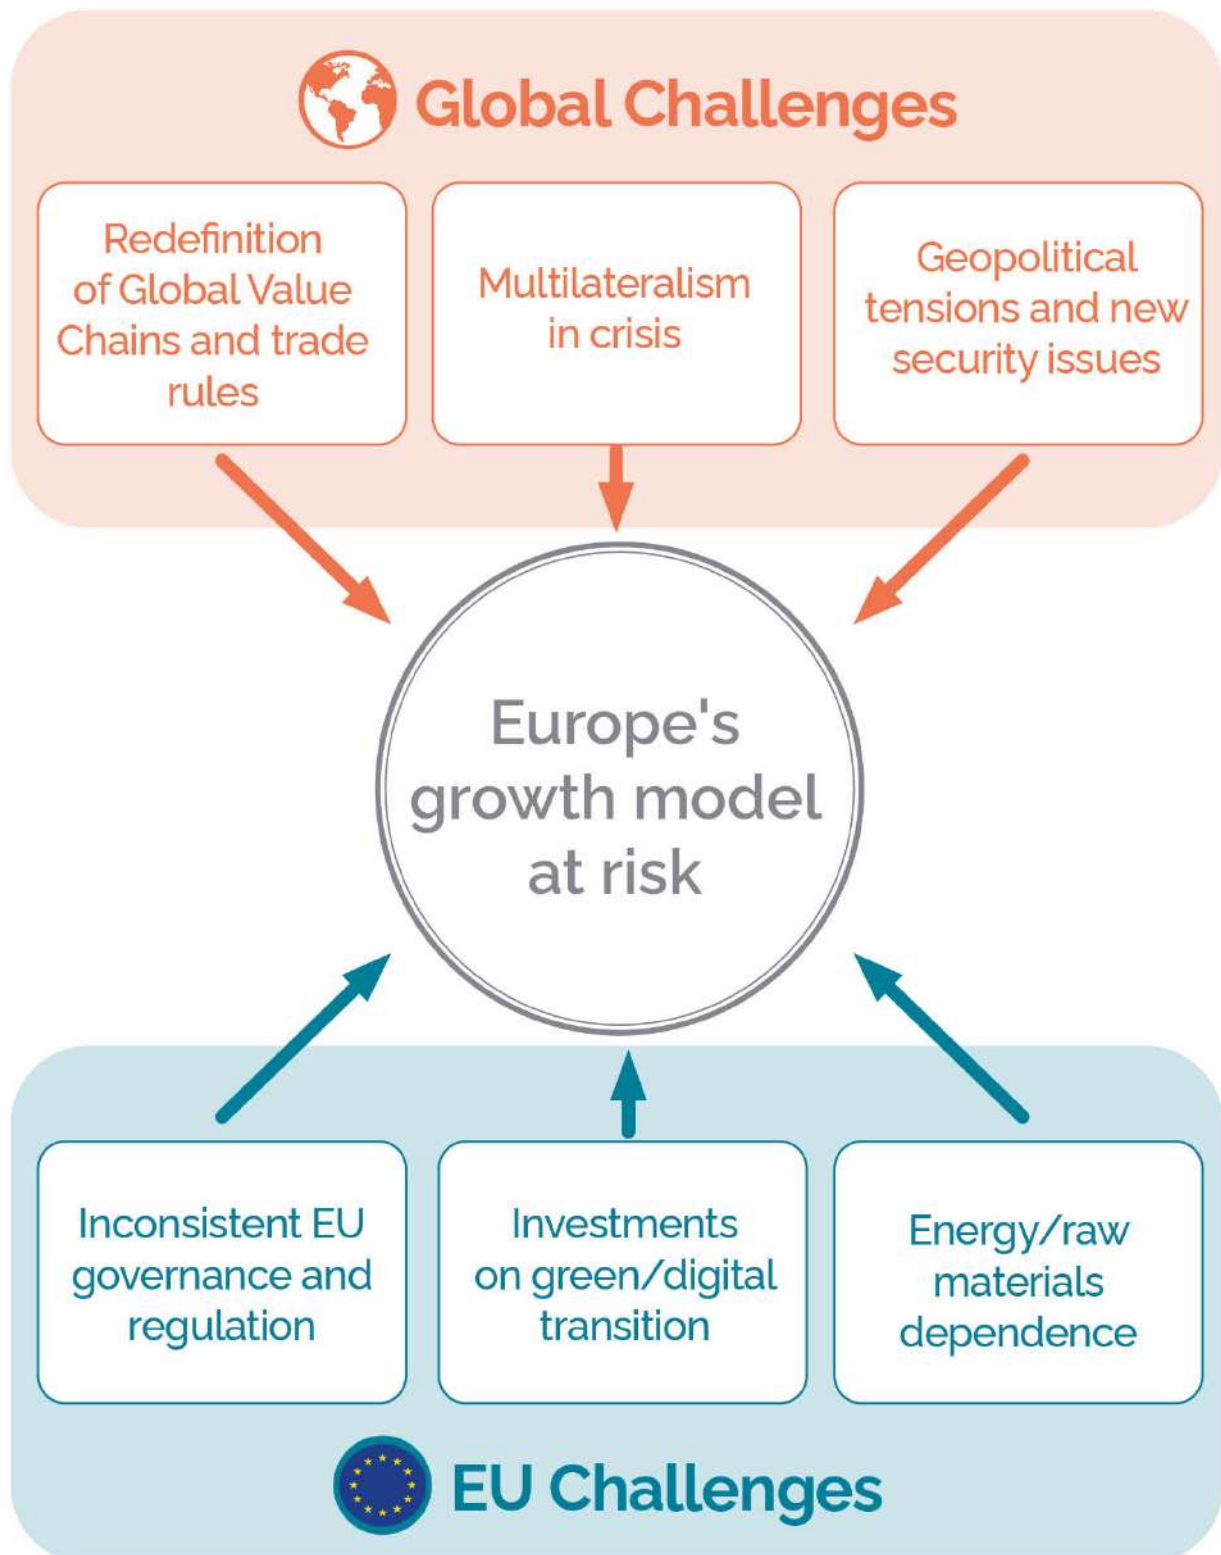 Global Challenges
Redefinition
of Global Value
Chains and trade
rules
Multilateralism
in crisis
Geopolitical
tensions and new
security issues
Europe's
growth model
at risk
Inconsistent EU
governance and
regulation
Investments
on green/digital
transition
Energy/raw
materials
dependence
EU Challenges